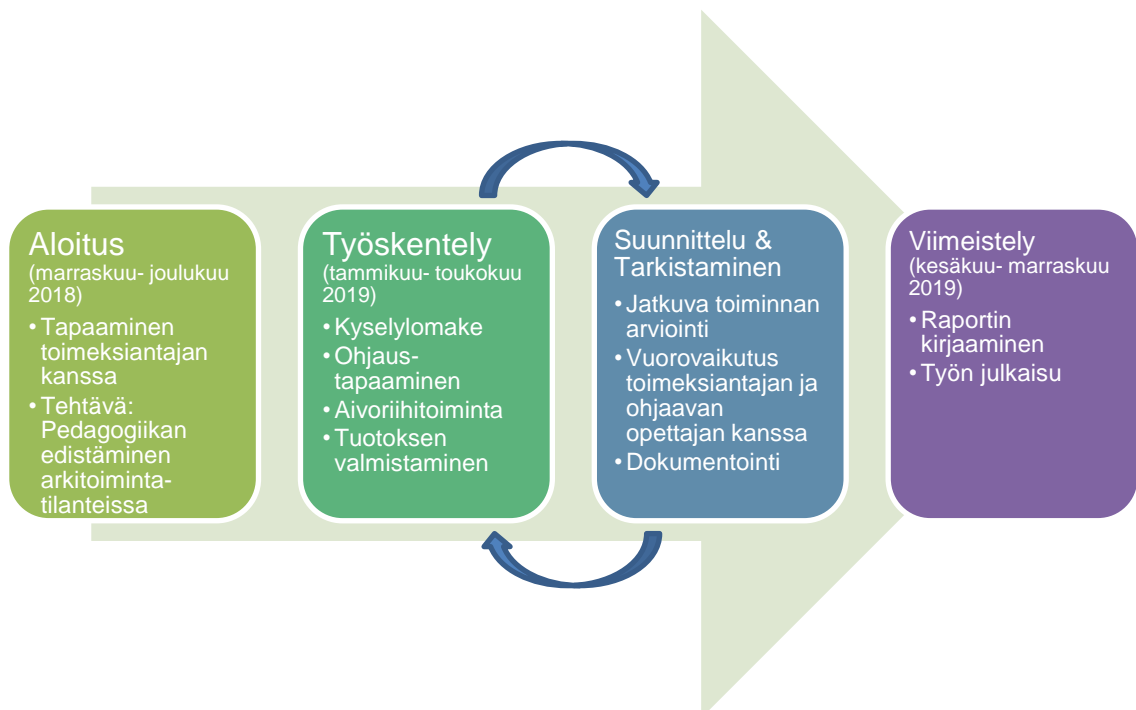 Aloitus
(marraskuu- joulukuu
2018)
• Tapaaminen
toimeksiantajan
kanssa
• Tehtävä:
Pedagogiikan
edistäminen
arkitoiminta-
tilanteissa
Työskentely
(tammikuu- toukokuu
2019)
• Kyselylomake
• Ohjaus-
tapaaminen
• Aivoriihitoiminta
• Tuotoksen
valmistaminen
Suunnittelu &
Tarkistaminen
• Jatkuva toiminnan
arviointi
• Vuorovaikutus
toimeksiantajan ja
ohjaavan
opettajan kanssa
• Dokumentointi
Viimeistely
(kesäkuu- marraskuu
2019)
• Raportin
kirjaaminen
• Työn julkaisu